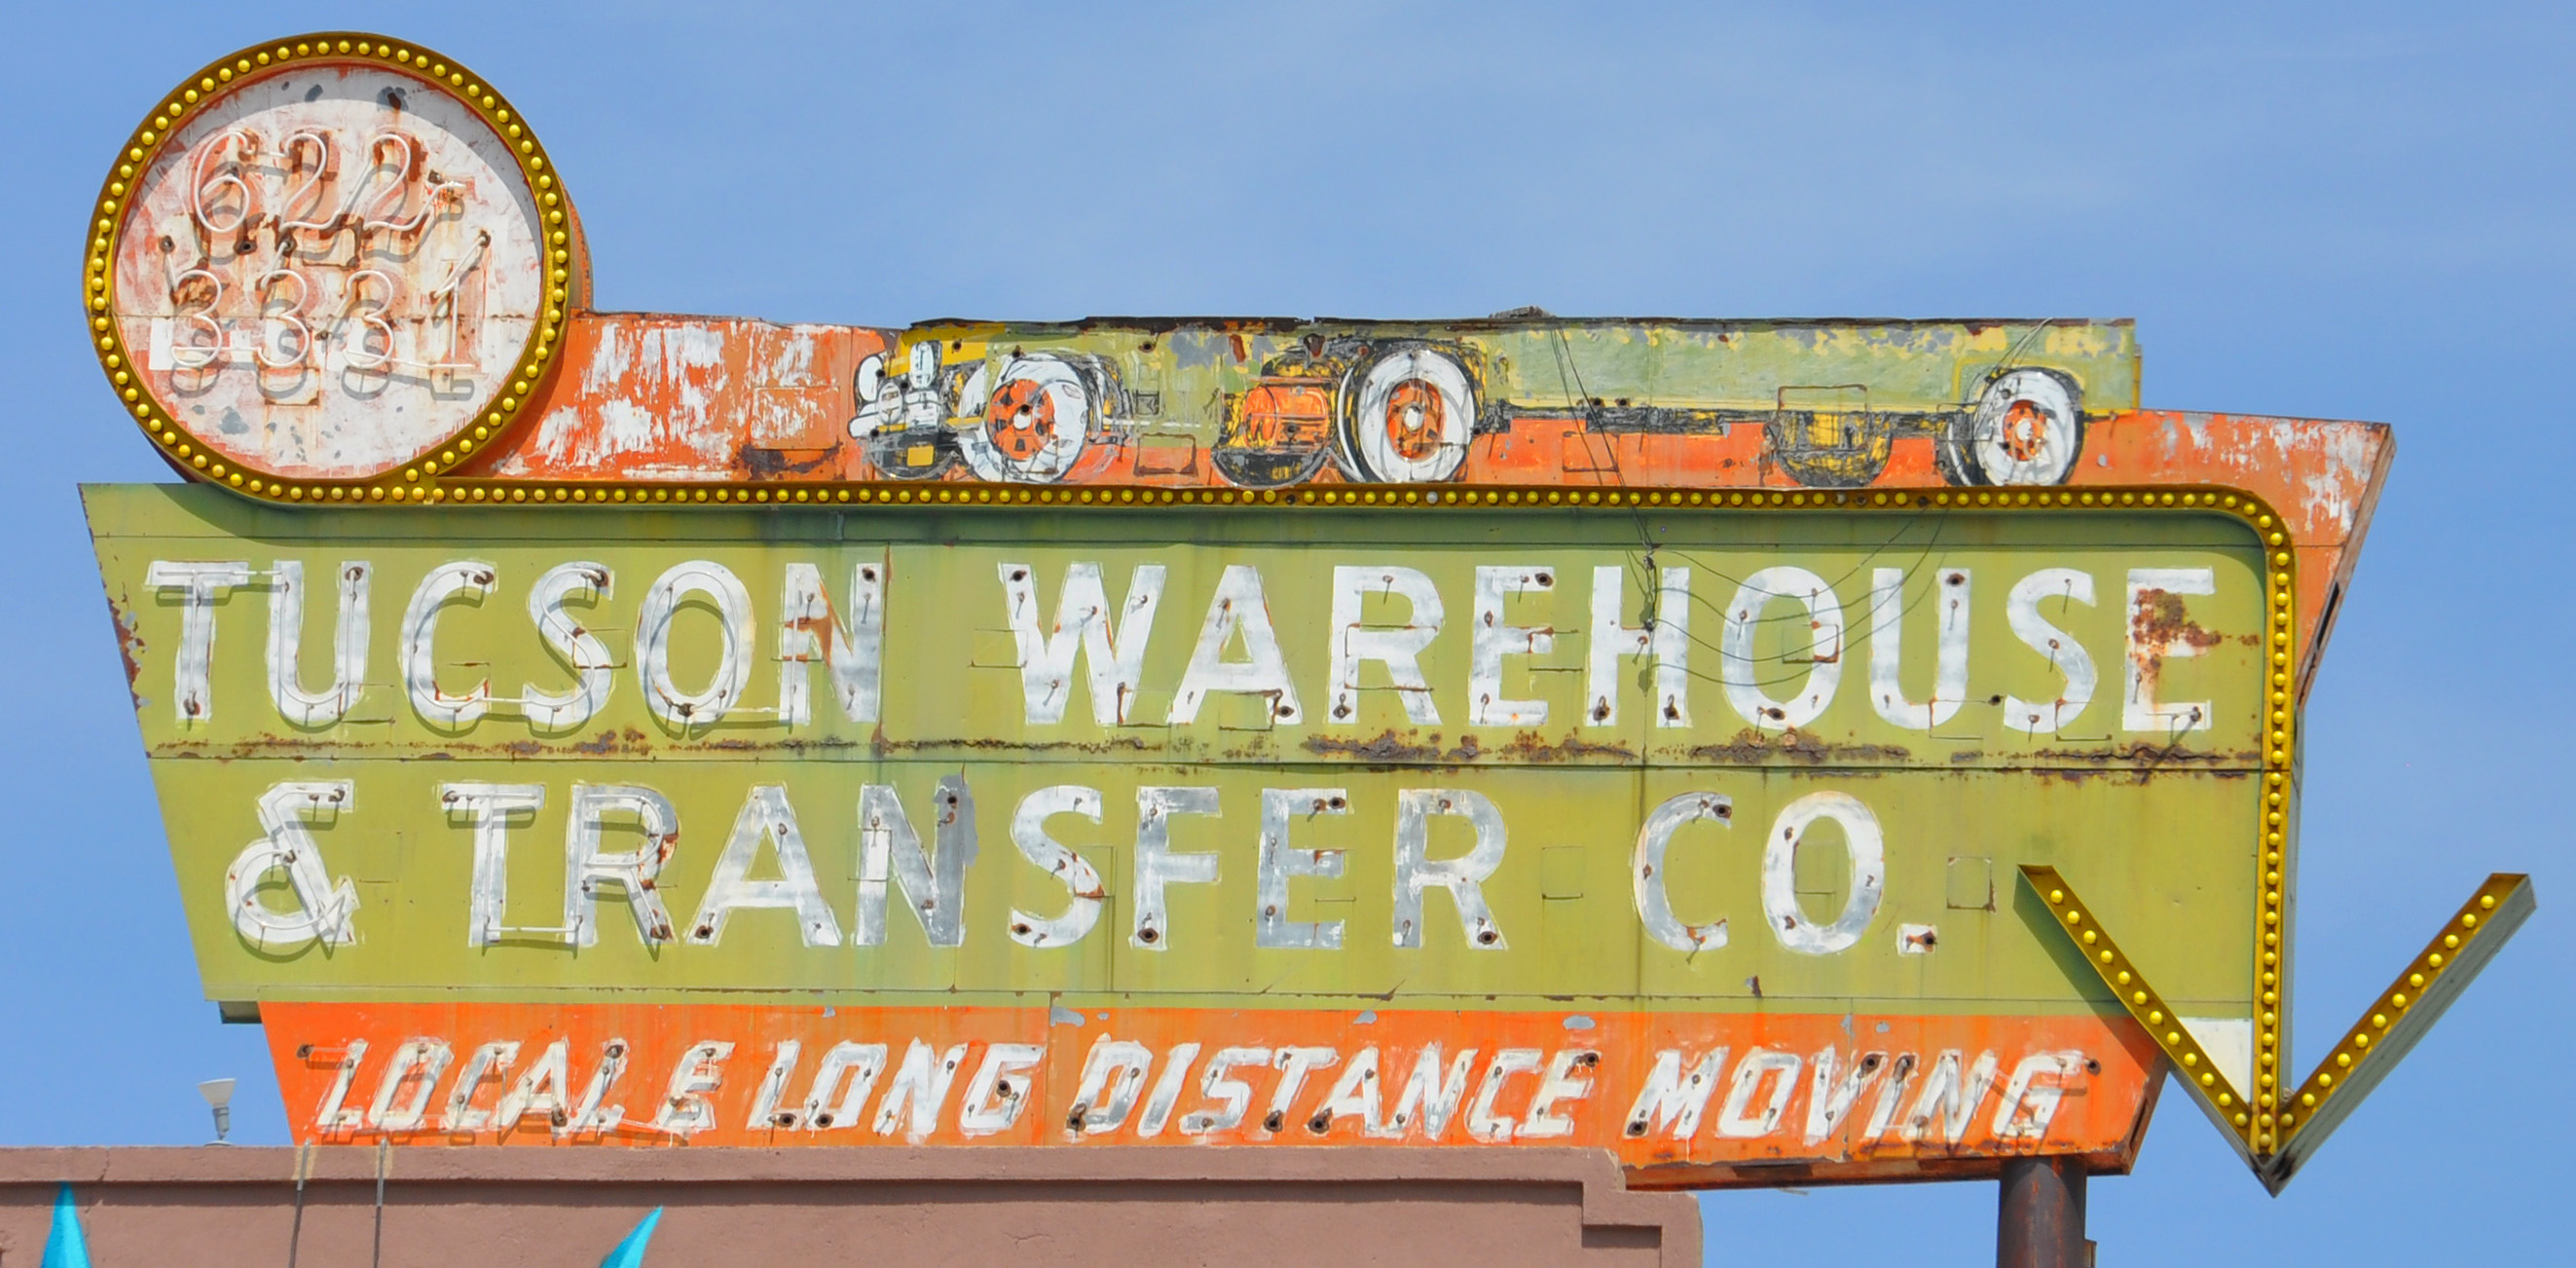 622-
3331
TUCSON WAREHOUSE
& TRANSFER CO.
LOCAL & LONG DISTANCE MOVING